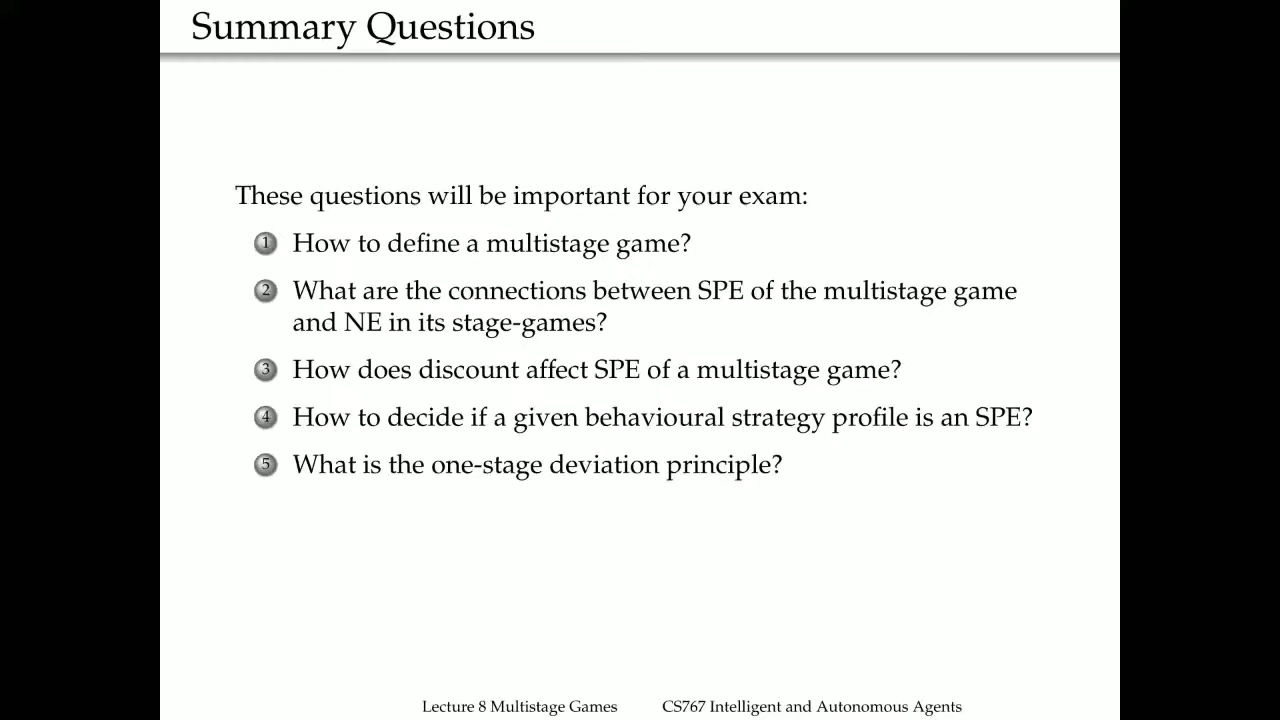 Summary Questions
These questions will be important for your exam:
1 How to define a multistage game?
2 What are the connections between SPE of the multistage game
and NE in its stage-games?
3 How does discount affect SPE of a multistage game?
4 How to decide if a given behavioural strategy profile is an SPE?
5 What is the one-stage deviation principle?
Lecture 8 Multistage Games CS767 Intelligent and Autonomous Agents